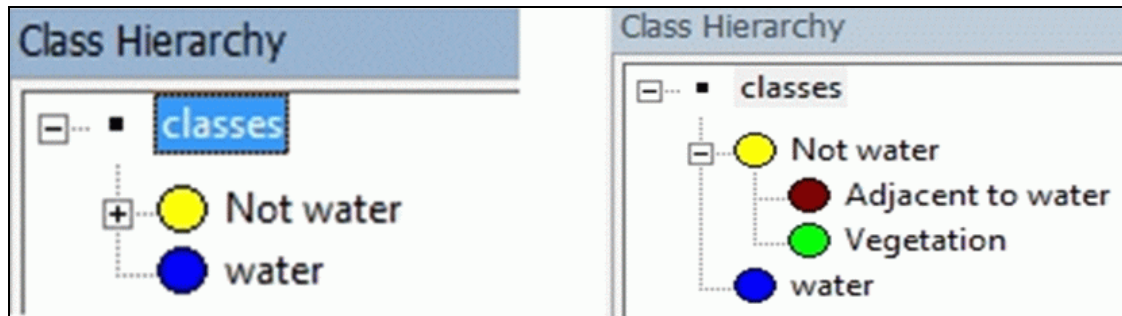 Class Hierarchy
classes
Not water
water
Class Hierarchy
classes
Not water
Adjacent to water
Vegetation
water